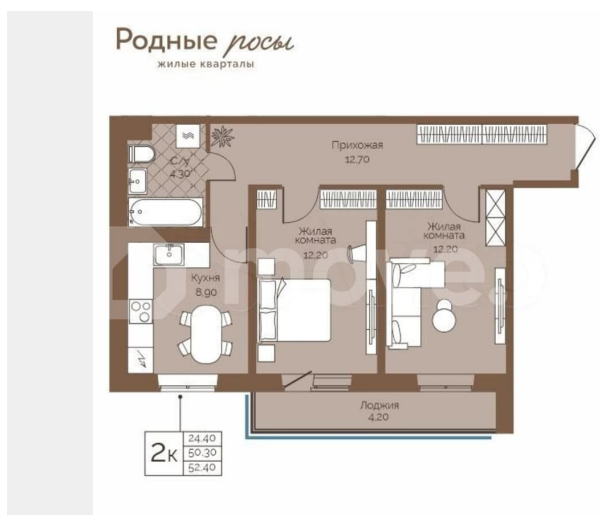 Родные росы
жилые кварталы
Прихожая
12.70
С/у
4.30
Жилая
комната
12.20
Жилая
комната
12.20
Кухня
8.90
move.
Лоджия
4.20
2к
24.40
50.30
52.40